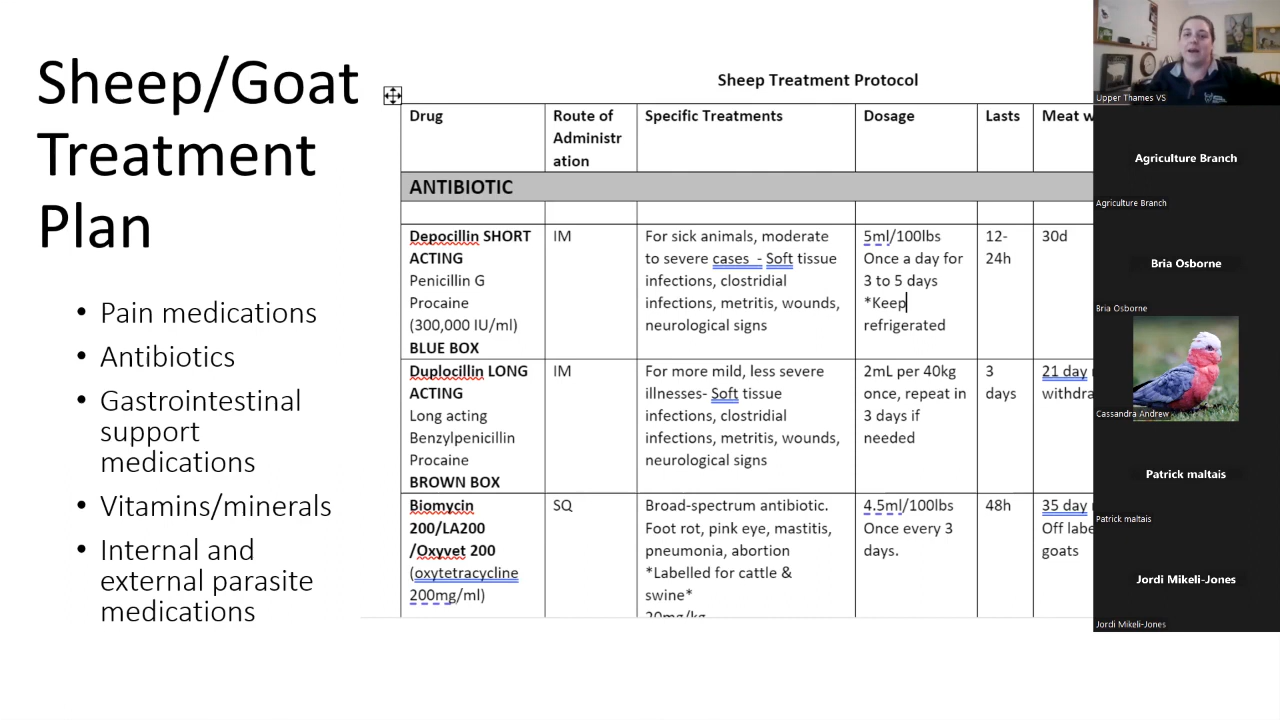 Sheep/Goat
Treatment
Plan
• Pain medications
• Antibiotics
• Gastrointestinal
support
medications
• Vitamins/minerals
• Internal and
external parasite
medications
Sheep Treatment Protocol
Drug
Route of
Administr
ation
Specific Treatments
Dosage
Lasts
Meat w
ANTIBIOTIC
Depocillin SHORT
ACTING
Penicillin G
Procaine
(300,000 IU/ml)
BLUE BOX
IM
For sick animals, moderate
to severe cases - Soft tissue
infections, clostridial
infections, metritis, wounds,
neurological signs
5ml/100lbs
Once a day for
3 to 5 days
*Keep
refrigerated
12-
24h
30d
Duplocillin LONG
ACTING
Long acting
Benzylpenicillin
Procaine
BROWN BOX
IM
For more mild, less severe
illnesses- Soft tissue
infections, clostridial
infections, metritis, wounds,
neurological signs
2mL per 40kg
once, repeat in
3 days if
needed
3
days
21 day
withdra
Biomycin
200/LA200
/Oxyvet 200
(oxytetracycline
200mg/ml)
SQ
Broad-spectrum antibiotic.
Foot rot, pink eye, mastitis,
pneumonia, abortion
*Labelled for cattle &
swine*
20mg/kg
4.5ml/100lbs
Once every 3
days.
48h
35 day
Off labe
goats
Upper Thames VS
Agriculture Branch
Agriculture Branch
Bria Osborne
Bria Osborne
Cassandra Andrew
Patrick maltais
Patrick maltais
Jordi Mikeli-Jones
Jordi Mikeli-Jones